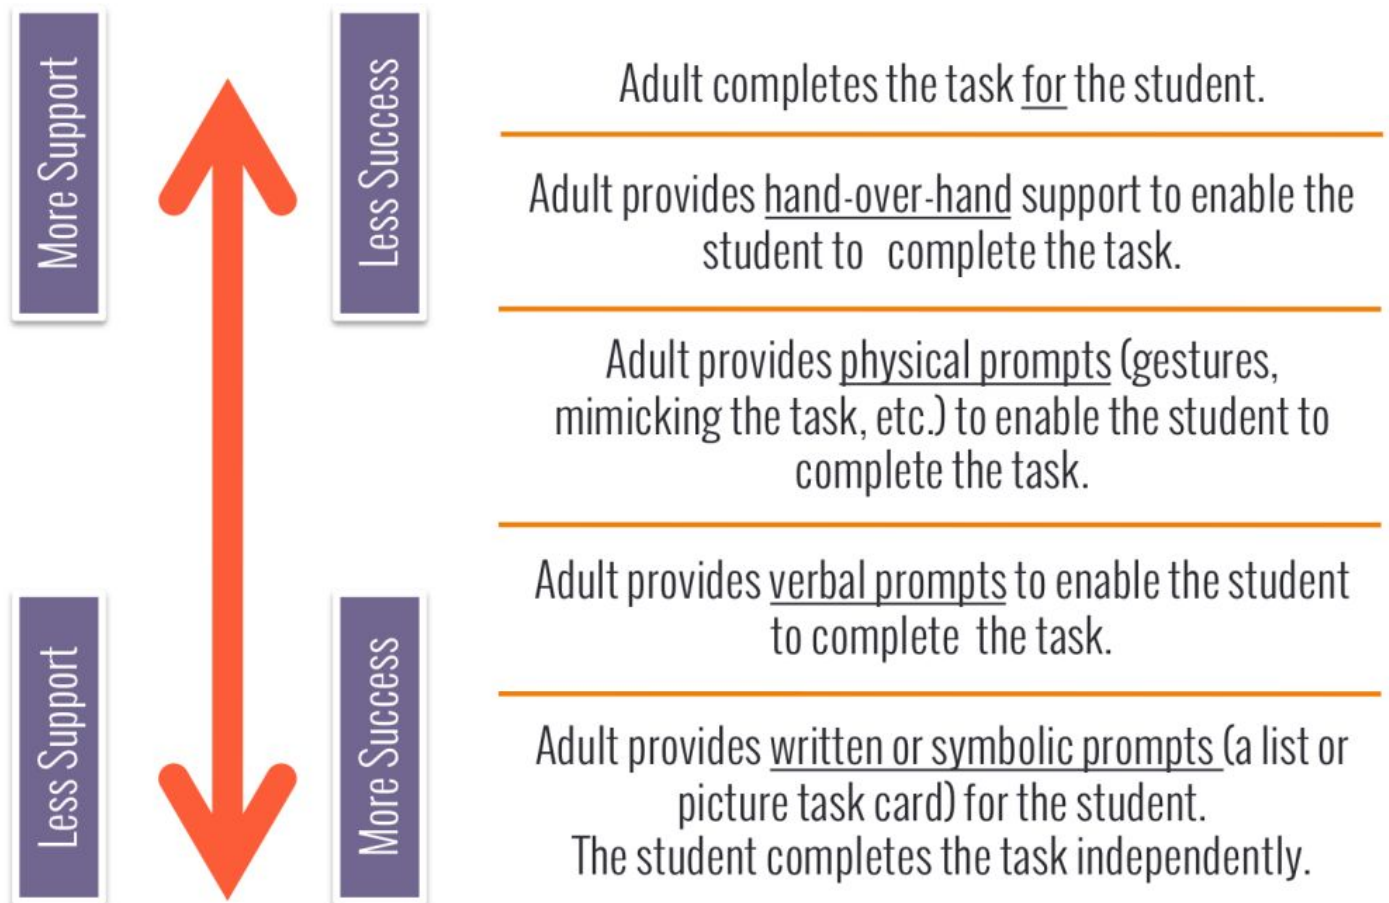 More Support
Less Success
Adult completes the task for the student.
Adult provides hand-over-hand support to enable the
student to complete the task.
Adult provides physical prompts (gestures,
mimicking the task, etc.) to enable the student to
complete the task.
Adult provides verbal prompts to enable the student
to complete the task.
Less Support
More Success
Adult provides written or symbolic prompts (a list or
picture task card) for the student.
The student completes the task independently.